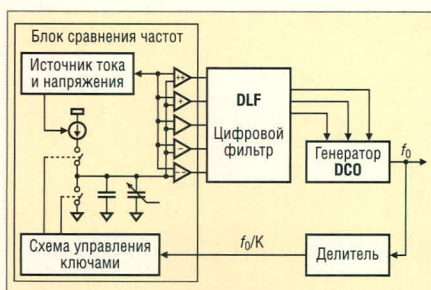 Блок сравнения частот
Источник тока
и напряжения
++
+
−
−−
DLF
Цифровой
фильтр
Генератор
DCO
f₀
Схема управления
ключами
f₀/K
Делитель